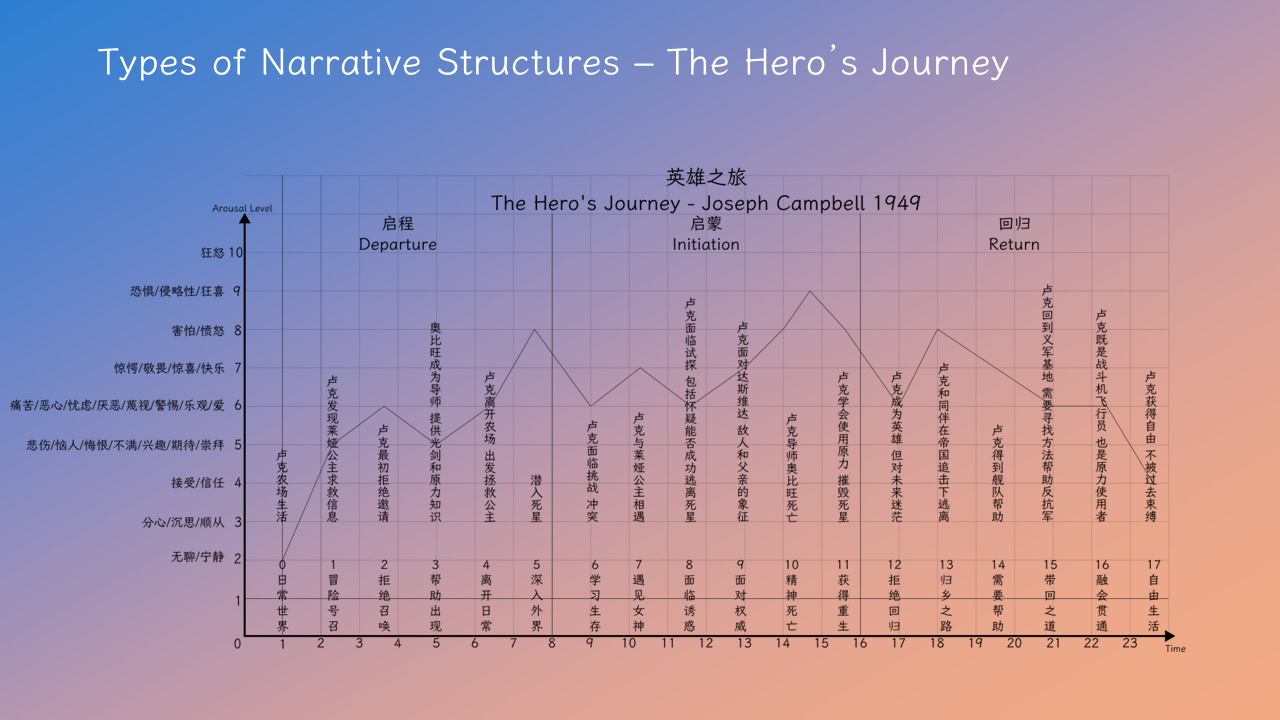 Types of Narrative Structures – The Hero's Journey
英雄之旅
The Hero's Journey - Joseph Campbell 1949
启程
Departure
启蒙
Initiation
回归
Return
Arousal Level
狂怒 10
恐惧/侵略性/狂喜 9
害怕/愤怒 8
惊愕/敬畏/惊喜/快乐 7
痛苦/恶心/忧虑/厌恶/蔑视/警惕/乐观/爱 6
悲伤/恼人/悔恨/不满/兴趣/期待/崇拜 5
接受/信任 4
分心/沉思/顺从 3
无聊/宁静 2
1
0
卢克农场生活
卢克发现莱娅公主求救信息
卢克最初拒绝邀请
奥比旺成为导师 提供光剑和原力知识
卢克离开农场 出发拯救公主
潜入死星
卢克面临挑战 冲突
卢克与莱娅公主相遇
卢克面临试探 包括怀疑能否成功逃离死星
卢克面对达斯维达 敌人和父亲的象征
卢克导师奥比旺死亡
卢克学会使用原力 摧毁死星
卢克成为英雄 但对未来迷茫
卢克和同伴在帝国追击下逃离
卢克得到舰队帮助
卢克回到义军基地 需要寻找方法帮助反抗军
卢克既是战斗机飞行员 也是原力使用者
卢克获得自由 不被过去束缚
0 日常世界
1 冒险号召
2 拒绝召唤
3 帮助出现
4 离开日常
5 深入外界
6 学习生存
7 遇见女神
8 面临诱惑
9 面对权威
10 精神死亡
11 获得重生
12 拒绝回归
13 归乡之路
14 需要帮助
15 带回之道
16 融会贯通
17 自由生活
1 2 3 4 5 6 7 8 9 10 11 12 13 14 15 16 17 18 19 20 21 22 23
Time